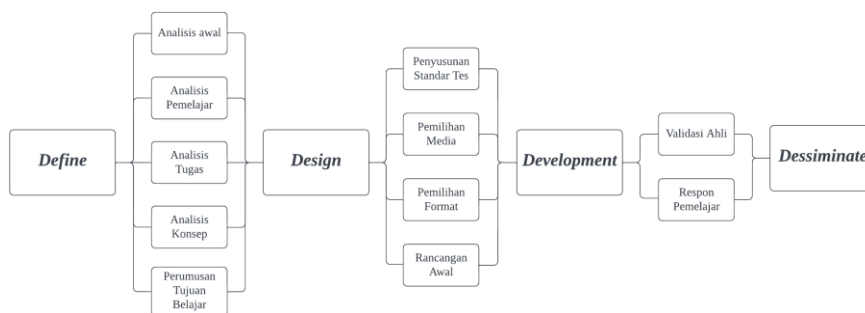 Define
Analisis awal
Analisis
Pemelajar
Analisis
Tugas
Analisis
Konsep
Perumusan
Tujuan
Belajar
Design
Penyusunan
Standar Tes
Pemilihan
Media
Pemilihan
Format
Rancangan
Awal
Development
Validasi Ahli
Respon
Pemelajar
Dessiminate